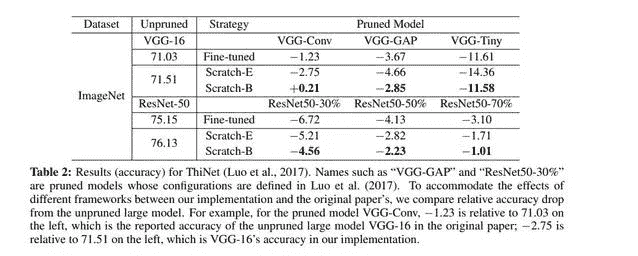 Dataset Unpruned Strategy Pruned Model
VGG-16 VGG-Conv VGG-GAP VGG-Tiny
71.03 Fine-tuned −1.23 −3.67 −11.61
71.51 Scratch-E −2.75 −4.66 −14.36
Scratch-B +0.21 −2.85 −11.58
ImageNet
ResNet-50 ResNet50-30% ResNet50-50% ResNet50-70%
75.15 Fine-tuned −6.72 −4.13 −3.10
76.13 Scratch-E −5.21 −2.82 −1.71
Scratch-B −4.56 −2.23 −1.01
Table 2: Results (accuracy) for ThiNet (Luo et al., 2017). Names such as “VGG-GAP” and “ResNet50-30%”
are pruned models whose configurations are defined in Luo et al. (2017). To accommodate the effects of
different frameworks between our implementation and the original paper's, we compare relative accuracy drop
from the unpruned large model. For example, for the pruned model VGG-Conv, −1.23 is relative to 71.03 on
the left, which is the reported accuracy of the unpruned large model VGG-16 in the original paper; −2.75 is
relative to 71.51 on the left, which is VGG-16's accuracy in our implementation.